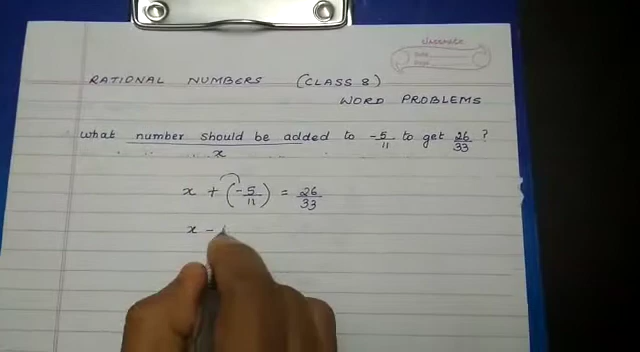 RATIONAL NUMBERS (CLASS 8)
WORD PROBLEMS
what number should be added to -5/11 to get 26/33 ?
x
x + (-5/11) = 26/33
x -